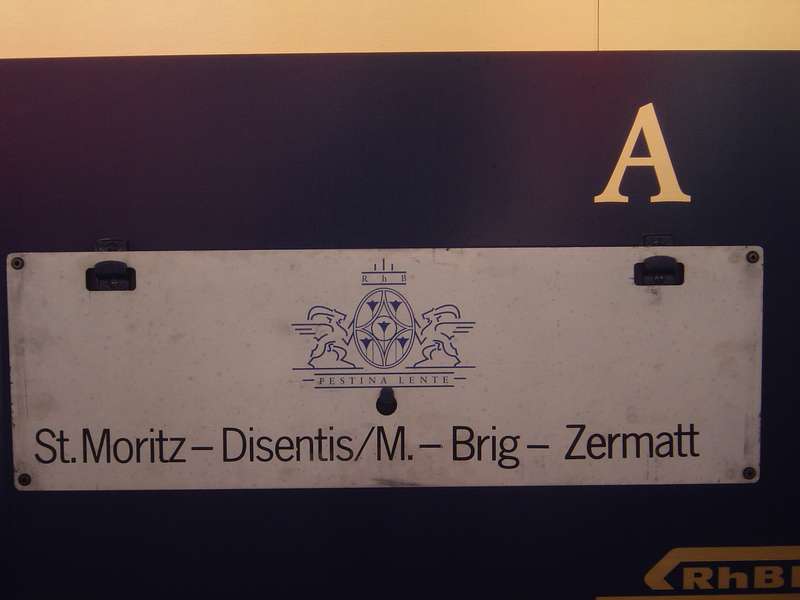 A
R h B
FESTINA LENTE
St. Moritz – Disentis/M. – Brig – Zermatt
RhB